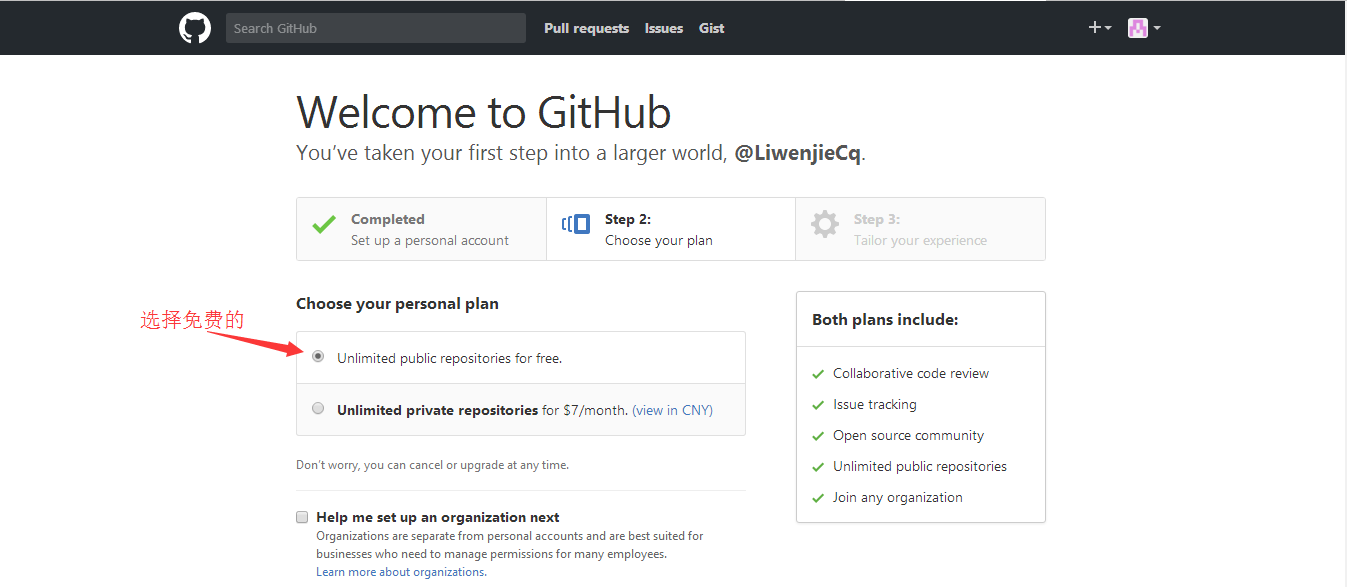 Search GitHub Pull requests Issues Gist
Welcome to GitHub
You’ve taken your first step into a larger world, @LiwenjieCq.
Completed
Set up a personal account
Step 2:
Choose your plan
Step 3:
Tailor your experience
Choose your personal plan
选择免费的
Unlimited public repositories for free.
Unlimited private repositories for $7/month. (view in CNY)
Don’t worry, you can cancel or upgrade at any time.
Help me set up an organization next
Organizations are separate from personal accounts and are best suited for
businesses who need to manage permissions for many employees.
Learn more about organizations.
Both plans include:
Collaborative code review
Issue tracking
Open source community
Unlimited public repositories
Join any organization